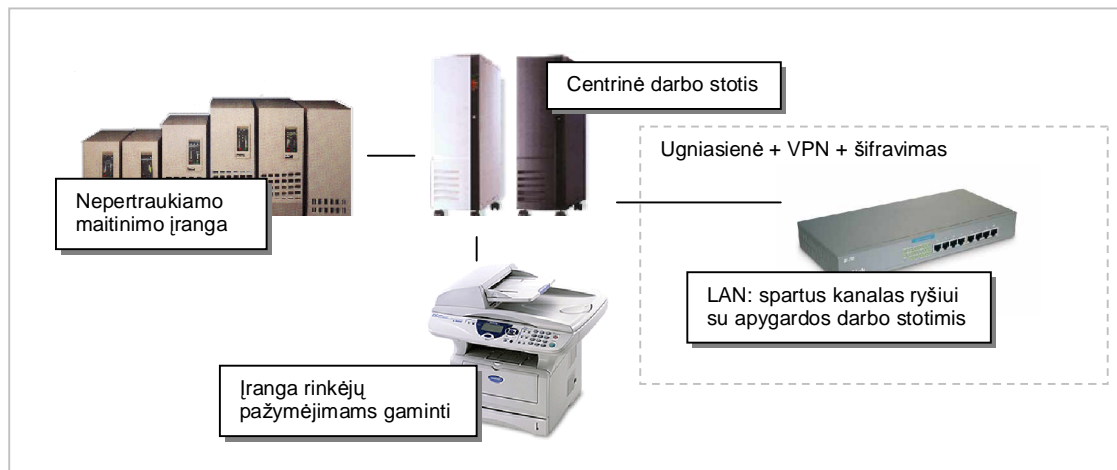 Centrinė darbo stotis
Ugniasienė + VPN + šifravimas
Nepertraukiamo
maitinimo įranga
LAN: spartus kanalas ryšiui
su apygardos darbo stotimis
Įranga rinkėjų
pažymėjimams gaminti